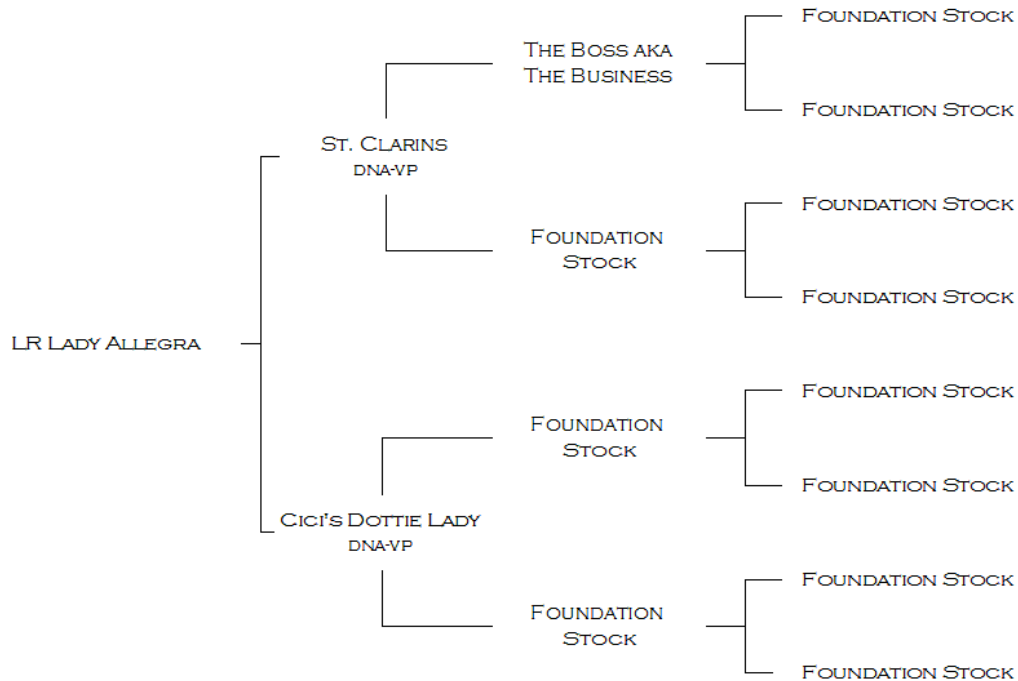 Foundation Stock
The Boss aka
The Business
Foundation Stock
St. Clarins
DNA-VP
Foundation Stock
Foundation
Stock
Foundation Stock
LR Lady Allegra
Foundation Stock
Foundation
Stock
Foundation Stock
Cici's Dottie Lady
DNA-VP
Foundation Stock
Foundation
Stock
Foundation Stock